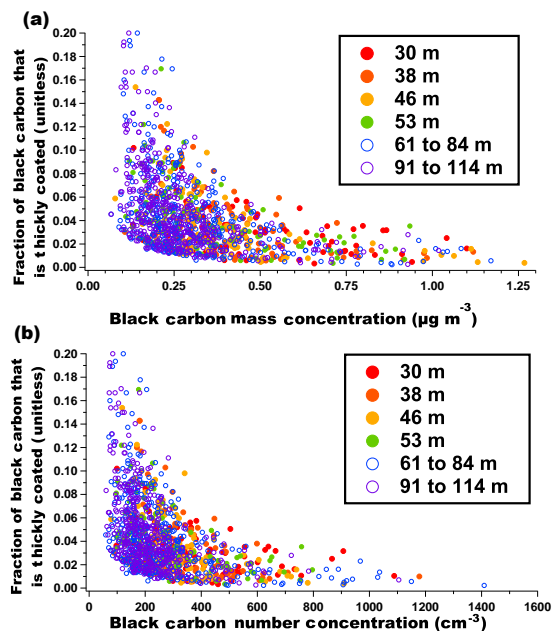 (a)
0.20
0.18
0.16
0.14
0.12
0.10
0.08
0.06
0.04
0.02
0.00
Fraction of black carbon that
is thickly coated (unitless)
30 m
38 m
46 m
53 m
61 to 84 m
91 to 114 m
0.00 0.25 0.50 0.75 1.00 1.25
Black carbon mass concentration (µg m⁻³)
(b)
0.20
0.18
0.16
0.14
0.12
0.10
0.08
0.06
0.04
0.02
0.00
Fraction of black carbon that
is thickly coated (unitless)
30 m
38 m
46 m
53 m
61 to 84 m
91 to 114 m
0 200 400 600 800 1000 1200 1400 1600
Black carbon number concentration (cm⁻³)